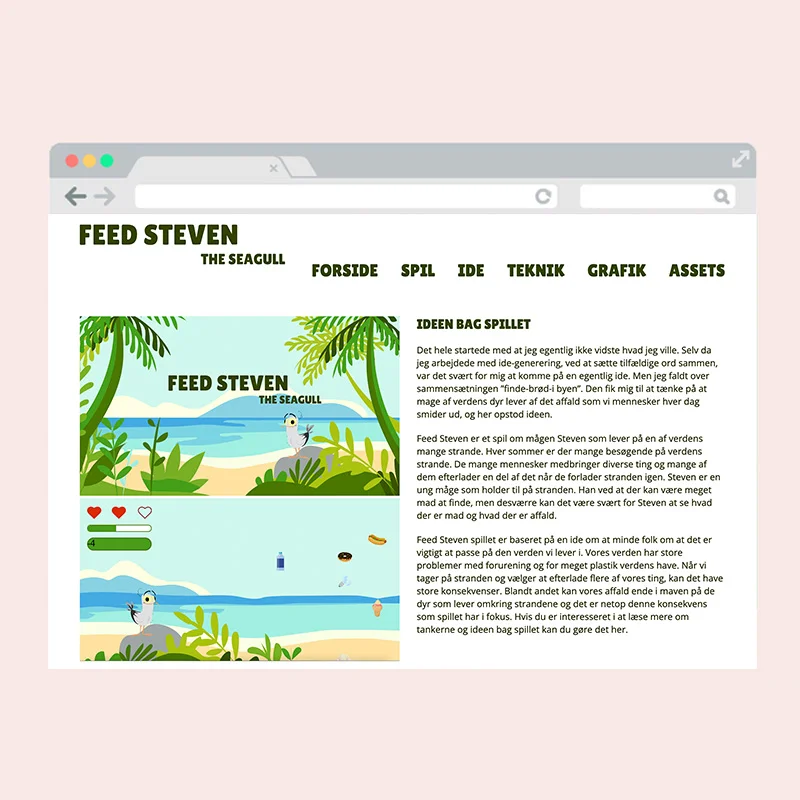 FEED STEVEN
THE SEAGULL
FORSIDE SPIL IDE TEKNIK GRAFIK ASSETS
FEED STEVEN
THE SEAGULL
4
IDEEN BAG SPILLET
Det hele startede med at jeg egentlig ikke vidste hvad jeg ville. Selv da
jeg arbejdede med ide-generering, ved at sætte tilfældige ord sammen,
var det svært for mig at komme på en egentlig ide. Men jeg faldt over
sammensætningen ”finde-brød-i byen”. Den fik mig til at tænke på at
mage af verdens dyr lever af det affald som vi mennesker hver dag
smider ud, og her opstod ideen.
Feed Steven er et spil om mågen Steven som lever på en af verdens
mange strande. Hver sommer er der mange besøgende på verdens
strande. De mange mennesker medbringer diverse ting og mange af
dem efterlader en del af det når de forlader stranden igen. Steven er en
ung måge som holder til på stranden. Han ved at der kan være meget
mad at finde, men desværre kan det være svært for Steven at se hvad
der er mad og hvad der er affald.
Feed Steven spillet er baseret på en ide om at minde folk om at det er
vigtigt at passe på den verden vi lever i. Vores verden har store
problemer med forurening og for meget plastik verdens have. Når vi
tager på stranden og vælger at efterlade flere af vores ting, kan det have
store konsekvenser. Blandt andet kan vores affald ende i maven på de
dyr som lever omkring strandene og det er netop denne konsekvens
som spillet har i fokus. Hvis du er interesseret i at læse mere om
tankerne og ideen bag spillet kan du gøre det her.